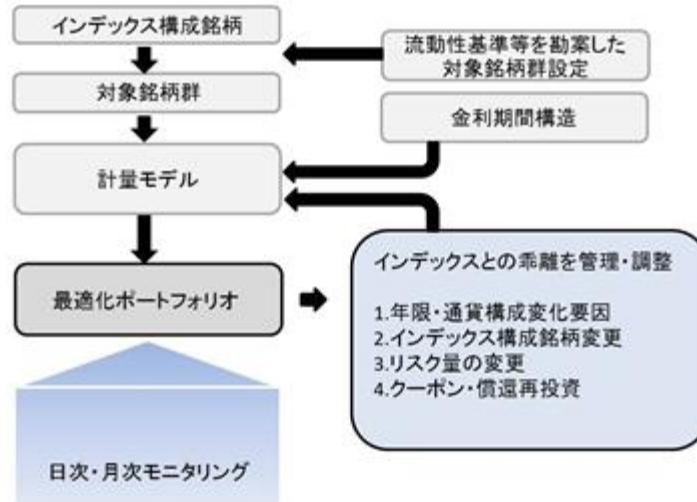 インデックス構成銘柄
流動性基準等を勘案した
対象銘柄群設定
対象銘柄群
金利期間構造
計量モデル
最適化ポートフォリオ
インデックスとの乖離を管理・調整
1.年限・通貨構成変化要因
2.インデックス構成銘柄変更
3.リスク量の変更
4.クーポン・償還再投資
日次・月次モニタリング